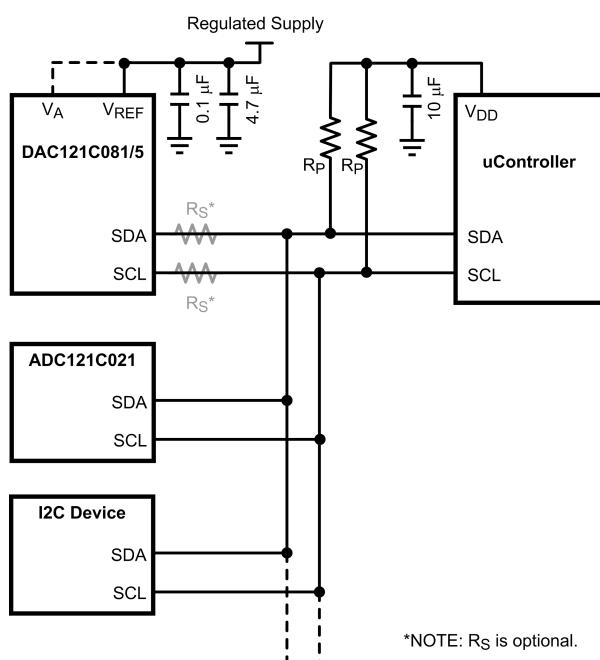 Regulated Supply
VA
VREF
0.1 µF
4.7 µF
10 µF
VDD
DAC121C081/5
uController
RP
RP
RS*
SDA
SDA
SCL
SCL
RS*
ADC121C021
SDA
SCL
I2C Device
SDA
SCL
*NOTE: RS is optional.